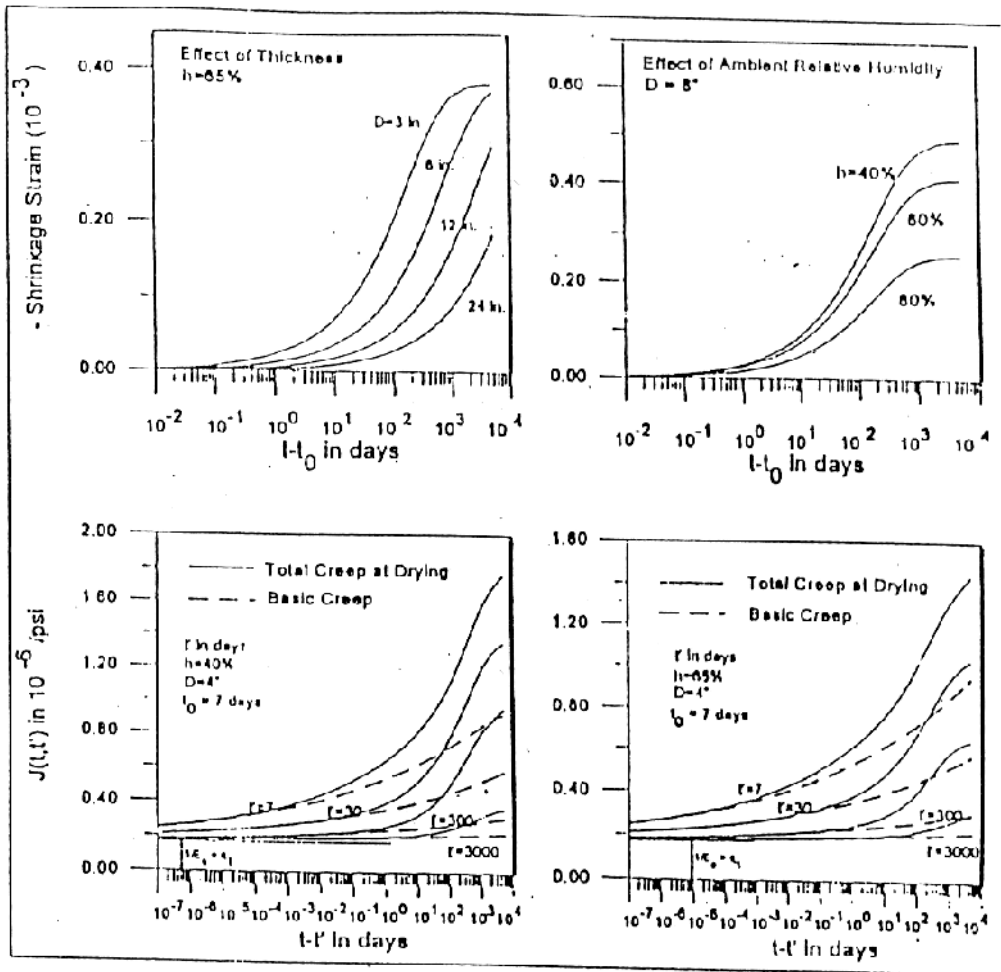 Effect of Thickness
h=65%
0.40
0.20
0.00
- Shrinkage Strain (10⁻³)
D=3 in.
6 in.
12 in.
24 in.
10⁻² 10⁻¹ 10⁰ 10¹ 10² 10³ 10⁴
t-t₀ in days
Effect of Ambient Relative Humidity
D = 8"
0.60
0.40
0.20
0.00
h=40%
60%
80%
10⁻² 10⁻¹ 10⁰ 10¹ 10² 10³ 10⁴
t-t₀ in days
2.00
1.60
1.20
0.80
0.40
0.00
J(t,t') in 10⁻⁶/psi
Total Creep at Drying
Basic Creep
t' in days
h=40%
D=4"
t₀ = 7 days
t'=7
t'=30
t'=300
t'=3000
10⁻⁷ 10⁻⁶ 10⁻⁵ 10⁻⁴ 10⁻³ 10⁻² 10⁻¹ 10⁰ 10¹ 10² 10³ 10⁴
t-t' in days
1.60
1.20
0.80
0.40
0.00
Total Creep at Drying
Basic Creep
t' in days
h=65%
D=4"
t₀ = 7 days
t'=7
t'=30
t'=300
t'=3000
10⁻⁷ 10⁻⁶ 10⁻⁵ 10⁻⁴ 10⁻³ 10⁻² 10⁻¹ 10⁰ 10¹ 10² 10³ 10⁴
t-t' in days